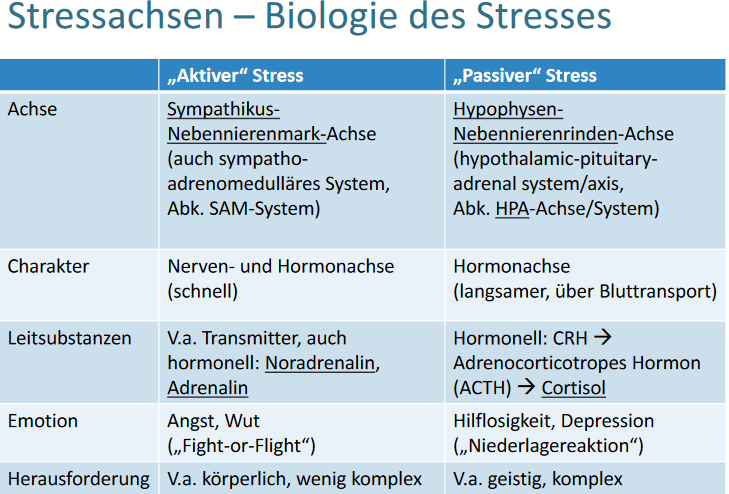 Stressachsen – Biologie des Stresses
„Aktiver“ Stress
„Passiver“ Stress
Achse
Sympathikus-
Nebennierenmark-Achse
(auch sympatho-
adrenomedulläres System,
Abk. SAM-System)
Hypophysen-
Nebennierenrinden-Achse
(hypothalamic-pituitary-
adrenal system/axis,
Abk. HPA-Achse/System)
Charakter
Nerven- und Hormonachse
(schnell)
Hormonachse
(langsamer, über Bluttransport)
Leitsubstanzen
V.a. Transmitter, auch
hormonell: Noradrenalin,
Adrenalin
Hormonell: CRH →
Adrenocorticotropes Hormon
(ACTH) → Cortisol
Emotion
Angst, Wut
(„Fight-or-Flight“)
Hilflosigkeit, Depression
(„Niederlagereaktion“)
Herausforderung
V.a. körperlich, wenig komplex
V.a. geistig, komplex